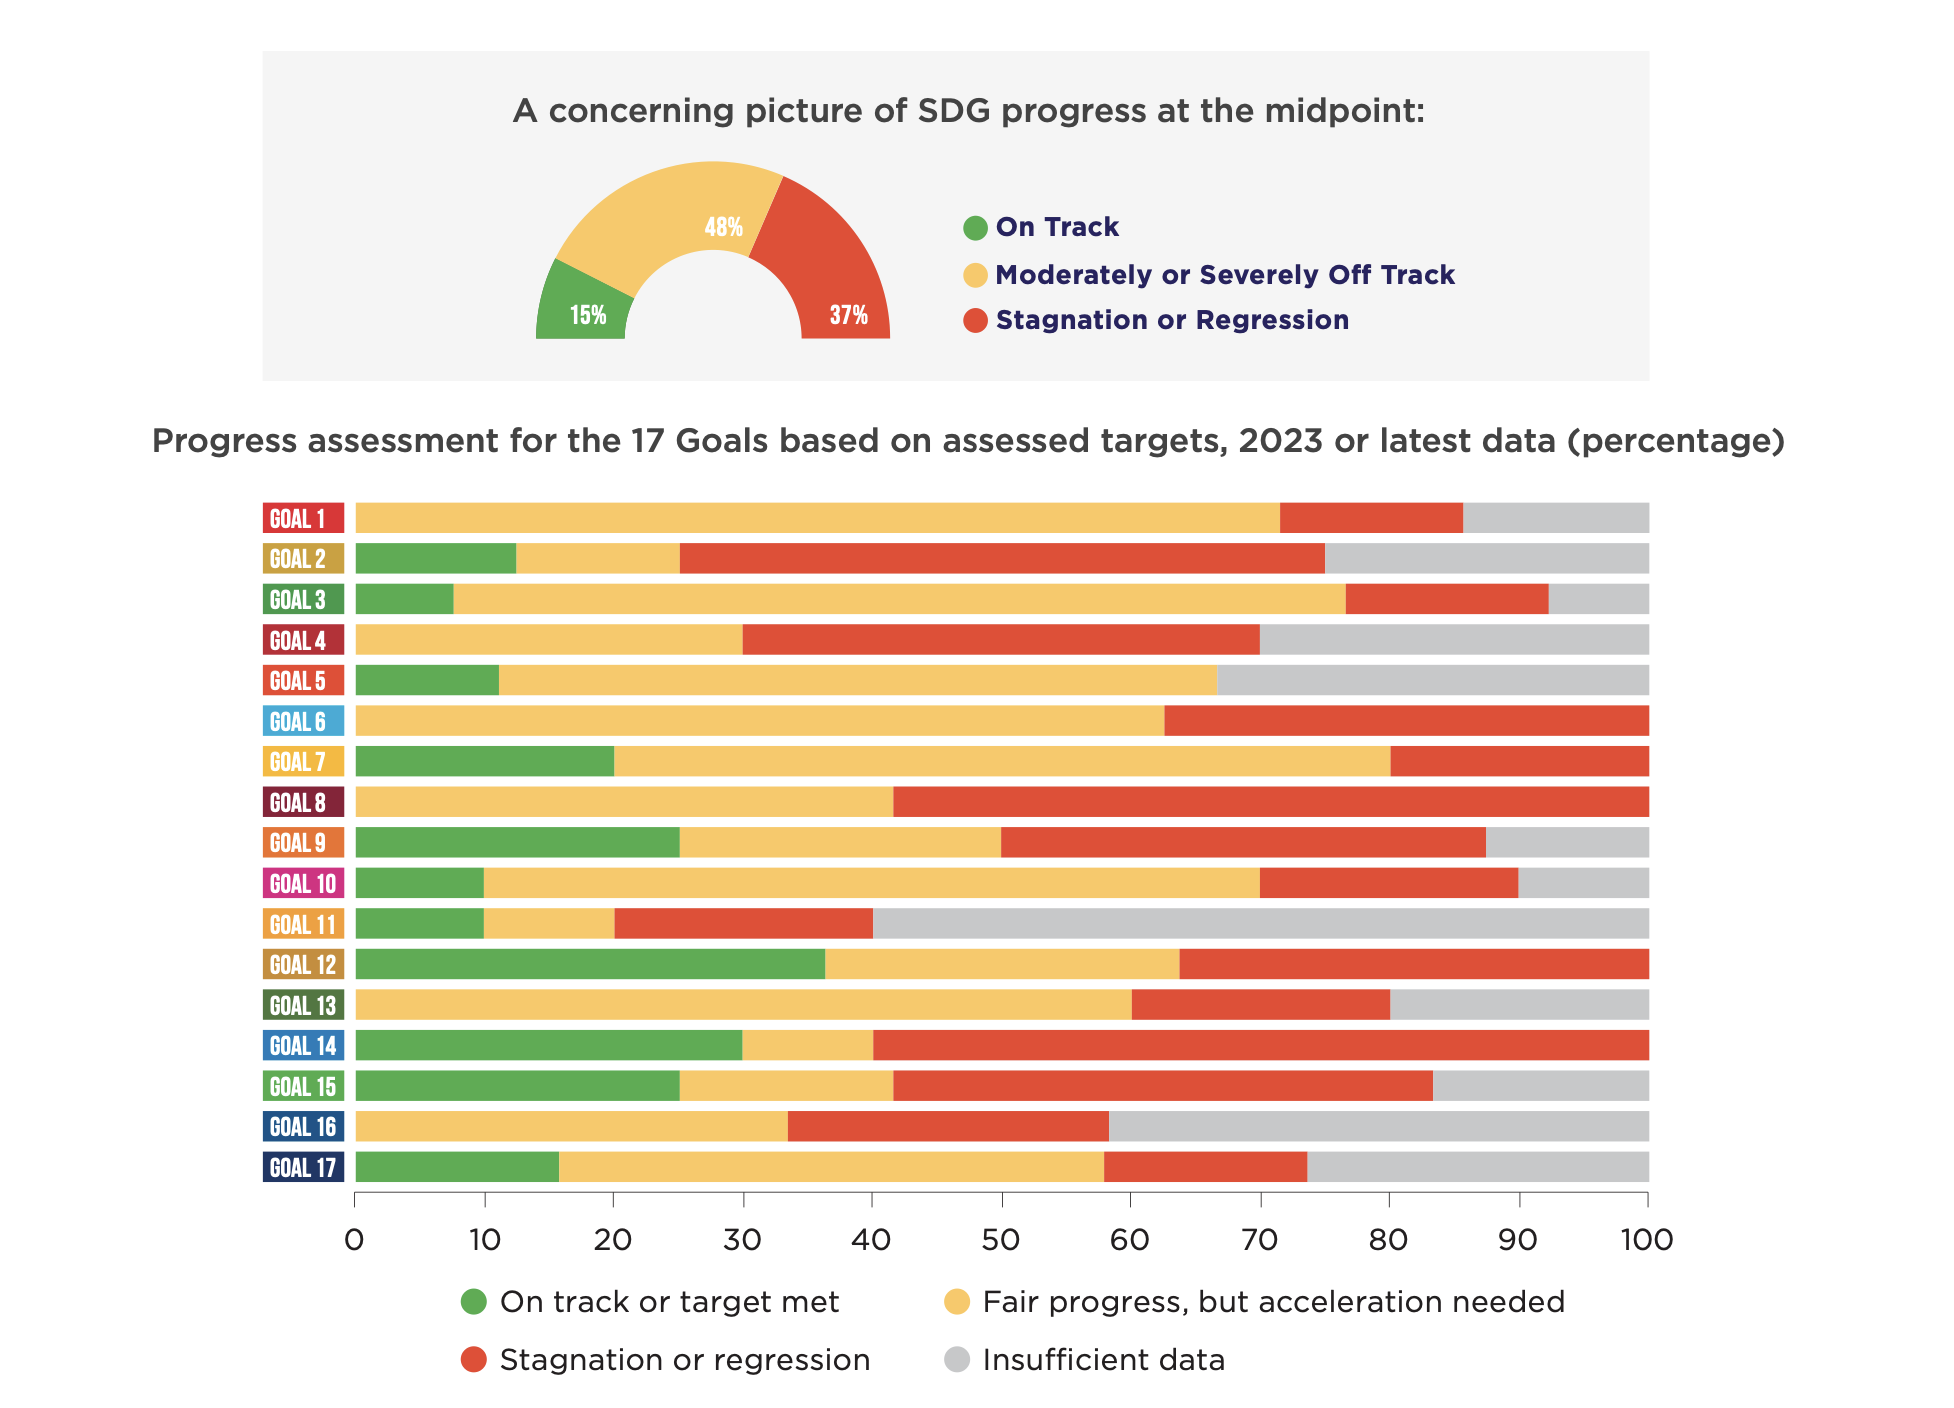 A concerning picture of SDG progress at the midpoint:
48%
15%
37%
On Track
Moderately or Severely Off Track
Stagnation or Regression
Progress assessment for the 17 Goals based on assessed targets, 2023 or latest data (percentage)
GOAL 1
GOAL 2
GOAL 3
GOAL 4
GOAL 5
GOAL 6
GOAL 7
GOAL 8
GOAL 9
GOAL 10
GOAL 11
GOAL 12
GOAL 13
GOAL 14
GOAL 15
GOAL 16
GOAL 17
0 10 20 30 40 50 60 70 80 90 100
On track or target met
Fair progress, but acceleration needed
Stagnation or regression
Insufficient data